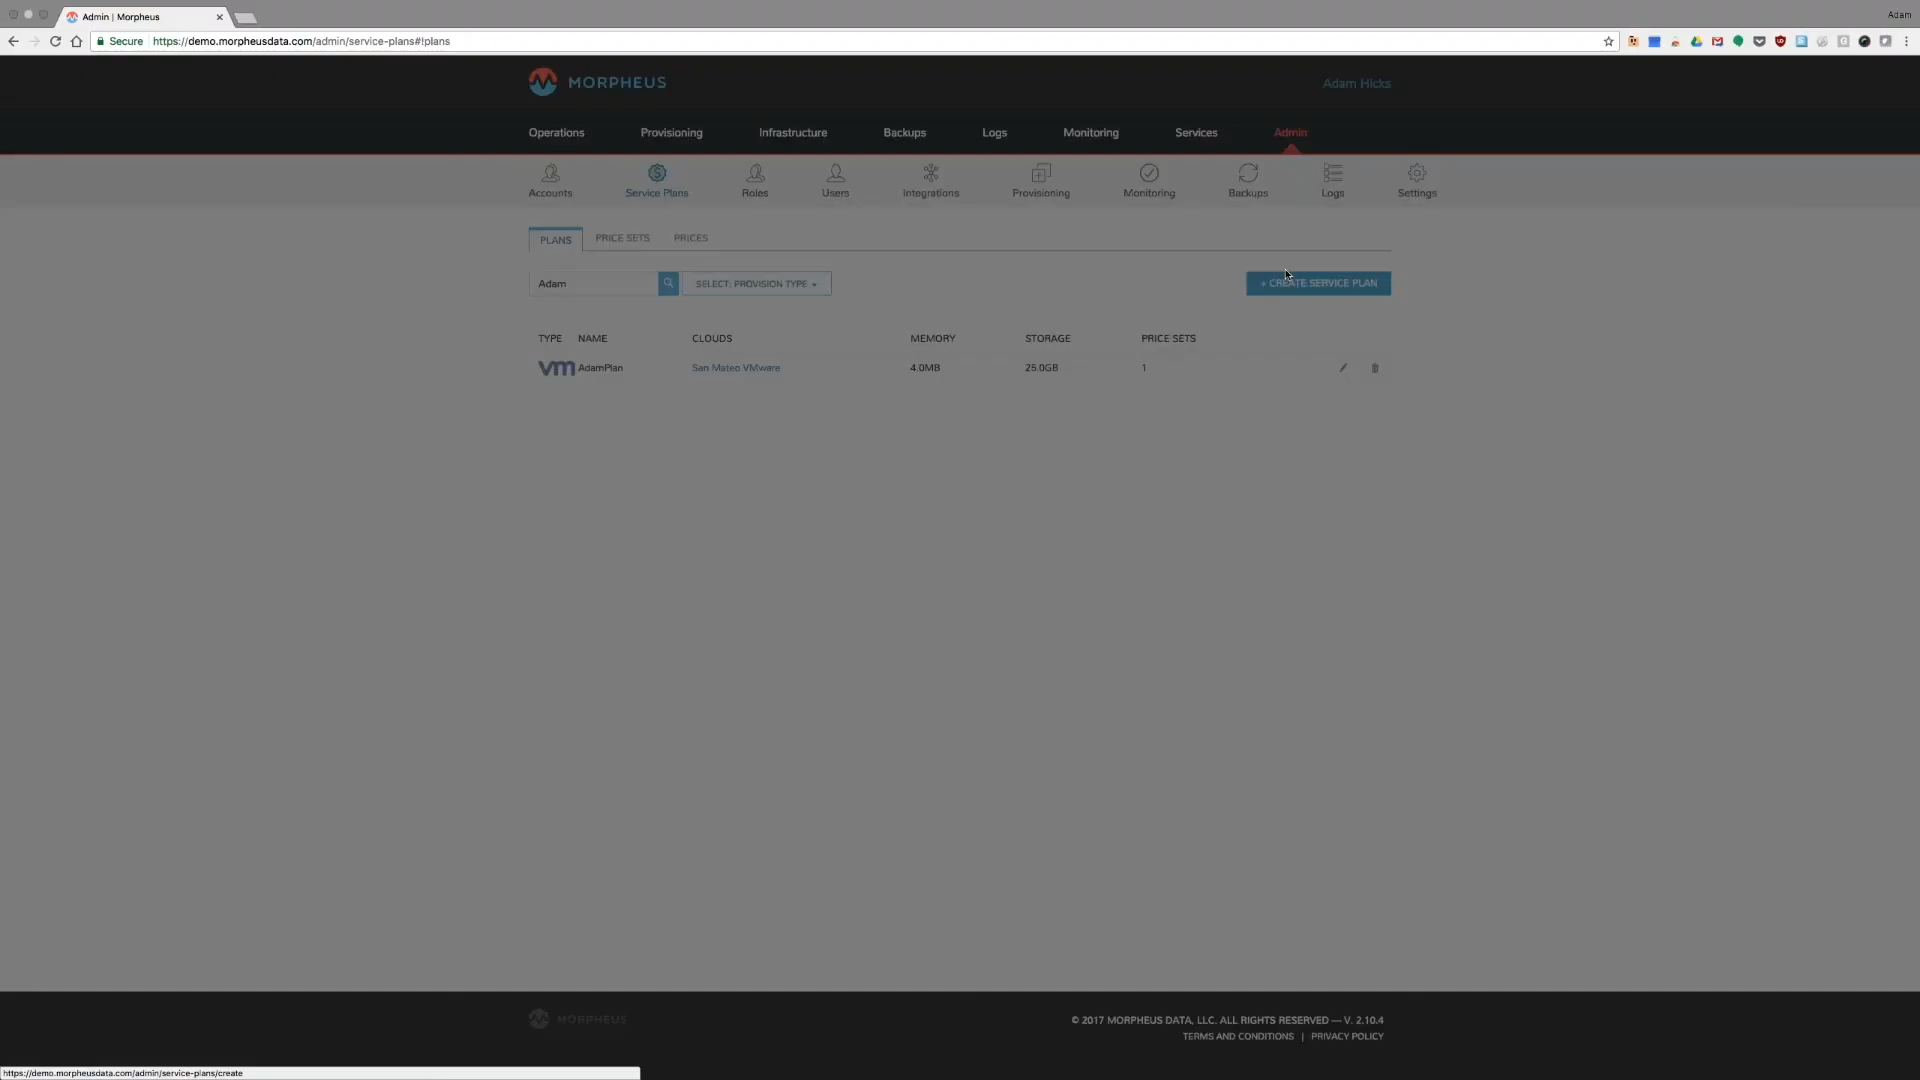 Admin | Morpheus
Adam
Secure https://demo.morpheusdata.com/admin/service-plans#!plans
MORPHEUS
Adam Hicks
Operations Provisioning Infrastructure Backups Logs Monitoring Services Admin
Accounts Service Plans Roles Users Integrations Provisioning Monitoring Backups Logs Settings
PLANS PRICE SETS PRICES
Adam SELECT: PROVISION TYPE + CREATE SERVICE PLAN
TYPE NAME CLOUDS MEMORY STORAGE PRICE SETS
vm AdamPlan San Mateo VMware 4.0MB 25.0GB 1
MORPHEUS
© 2017 MORPHEUS DATA, LLC. ALL RIGHTS RESERVED — V. 2.10.4
TERMS AND CONDITIONS | PRIVACY POLICY
https://demo.morpheusdata.com/admin/service-plans/create